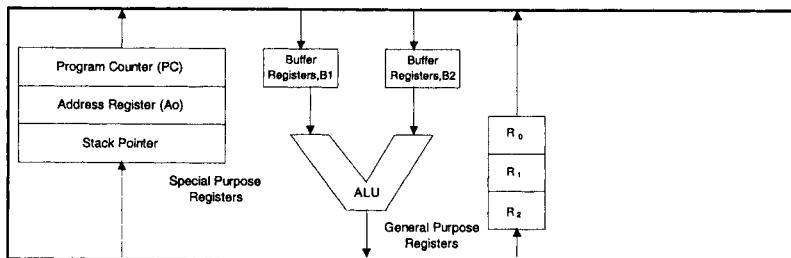 Program Counter (PC)
Address Register (Ao)
Stack Pointer
Special Purpose
Registers
Buffer
Registers,B1
Buffer
Registers,B2
ALU
General Purpose
Registers
R0
R1
R2